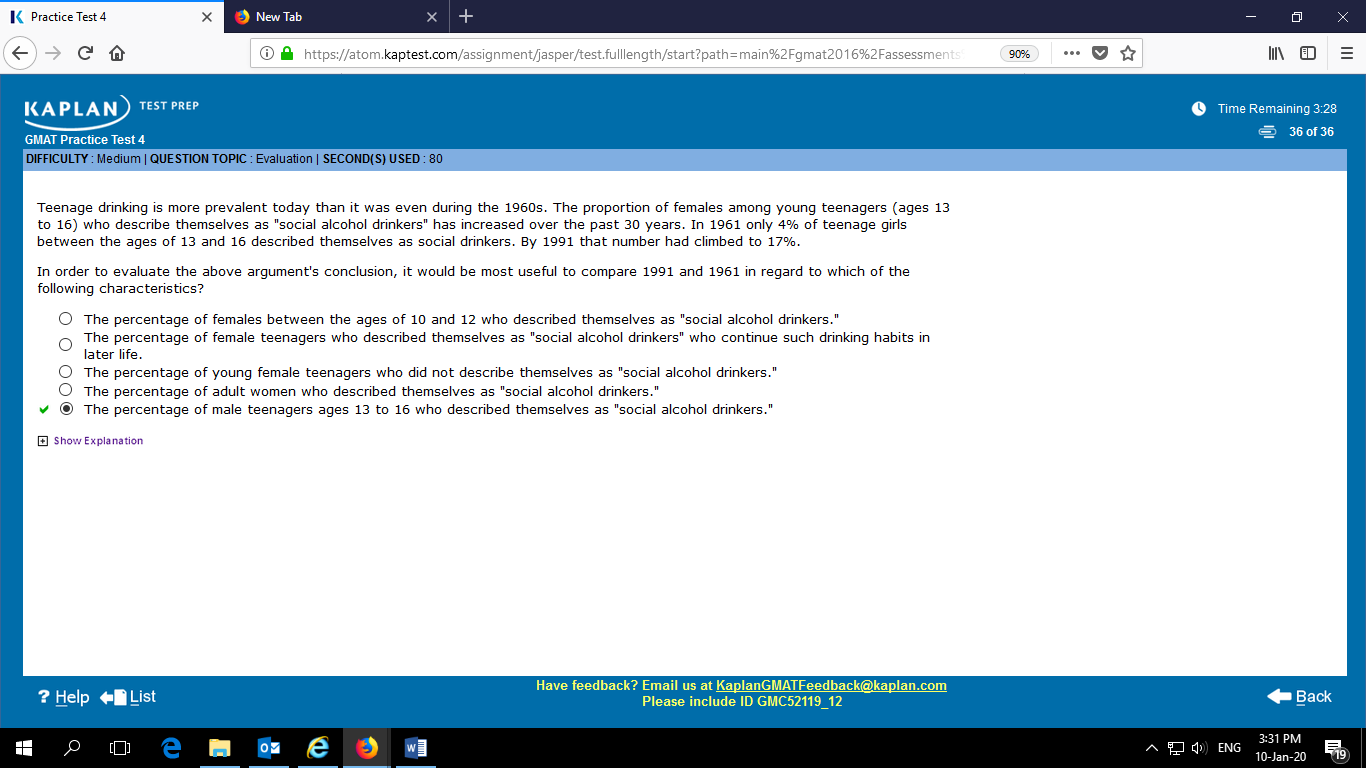 Practice Test 4
New Tab
https://atom.kaptest.com/assignment/jasper/test.fulllength/start?path=main%2Fgmat2016%2Fassessments
90%
KAPLAN TEST PREP
GMAT Practice Test 4
Time Remaining 3:28
36 of 36
DIFFICULTY : Medium | QUESTION TOPIC : Evaluation | SECOND(S) USED : 80
Teenage drinking is more prevalent today than it was even during the 1960s. The proportion of females among young teenagers (ages 13
to 16) who describe themselves as "social alcohol drinkers" has increased over the past 30 years. In 1961 only 4% of teenage girls
between the ages of 13 and 16 described themselves as social drinkers. By 1991 that number had climbed to 17%.
In order to evaluate the above argument's conclusion, it would be most useful to compare 1991 and 1961 in regard to which of the
following characteristics?
The percentage of females between the ages of 10 and 12 who described themselves as "social alcohol drinkers."
The percentage of female teenagers who described themselves as "social alcohol drinkers" who continue such drinking habits in
later life.
The percentage of young female teenagers who did not describe themselves as "social alcohol drinkers."
The percentage of adult women who described themselves as "social alcohol drinkers."
The percentage of male teenagers ages 13 to 16 who described themselves as "social alcohol drinkers."
Show Explanation
? Help List
Have feedback? Email us at KaplanGMATFeedback@kaplan.com
Please include ID GMC52119_12
Back
ENG
3:31 PM
10-Jan-20
19